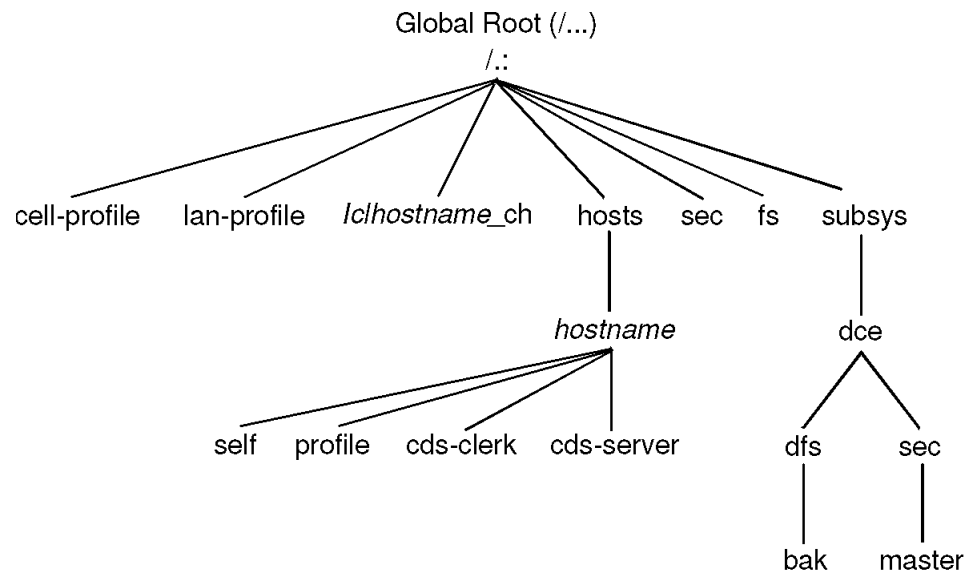 Global Root (/...)
/.:
cell-profile lan-profile lclhostname_ch hosts sec fs subsys
hostname dce
self profile cds-clerk cds-server dfs sec
bak master